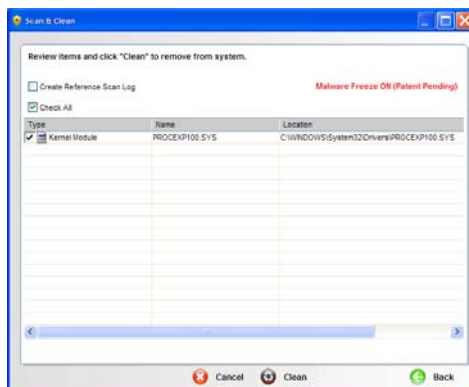 Scan & Clean
Review items and click "Clean" to remove from system.
Create Reference Scan Log
Malware Freeze ON (Patent Pending)
Check All
Type Name Location
Kernel Module PROCEXP100.SYS C:\WINDOWS\System32\Drivers\PROCEXP100.SYS
Cancel Clean Back